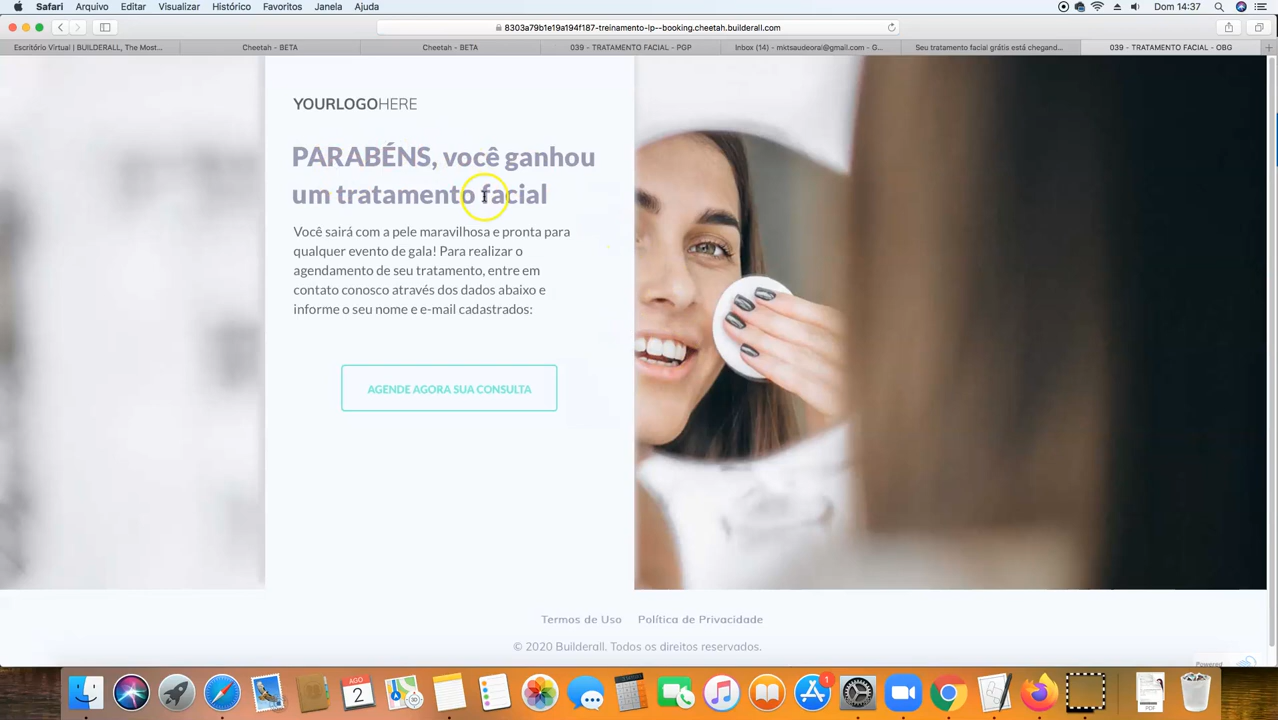 Safari Arquivo Editar Visualizar Histórico Favoritos Janela Ajuda Dom 14:37
8303a79b1e19a194f187-treinamento-lp--booking.cheetah.builderall.com
Escritório Virtual | BUILDERALL, The Most... Cheetah - BETA Cheetah - BETA 039 - TRATAMENTO FACIAL - PGP Inbox (14) - mktsaudeorai@gmail.com - G... Seu tratamento facial grátis está chegand... 039 - TRATAMENTO FACIAL - OBG
YOURLOGOHERE
PARABÉNS, você ganhou
um tratamento facial
Você sairá com a pele maravilhosa e pronta para
qualquer evento de gala! Para realizar o
agendamento de seu tratamento, entre em
contato conosco através dos dados abaixo e
informe o seu nome e e-mail cadastrados:
AGENDE AGORA SUA CONSULTA
Termos de Uso Política de Privacidade
© 2020 Builderall. Todos os direitos reservados.
Powered
AGO
2
1
PDF